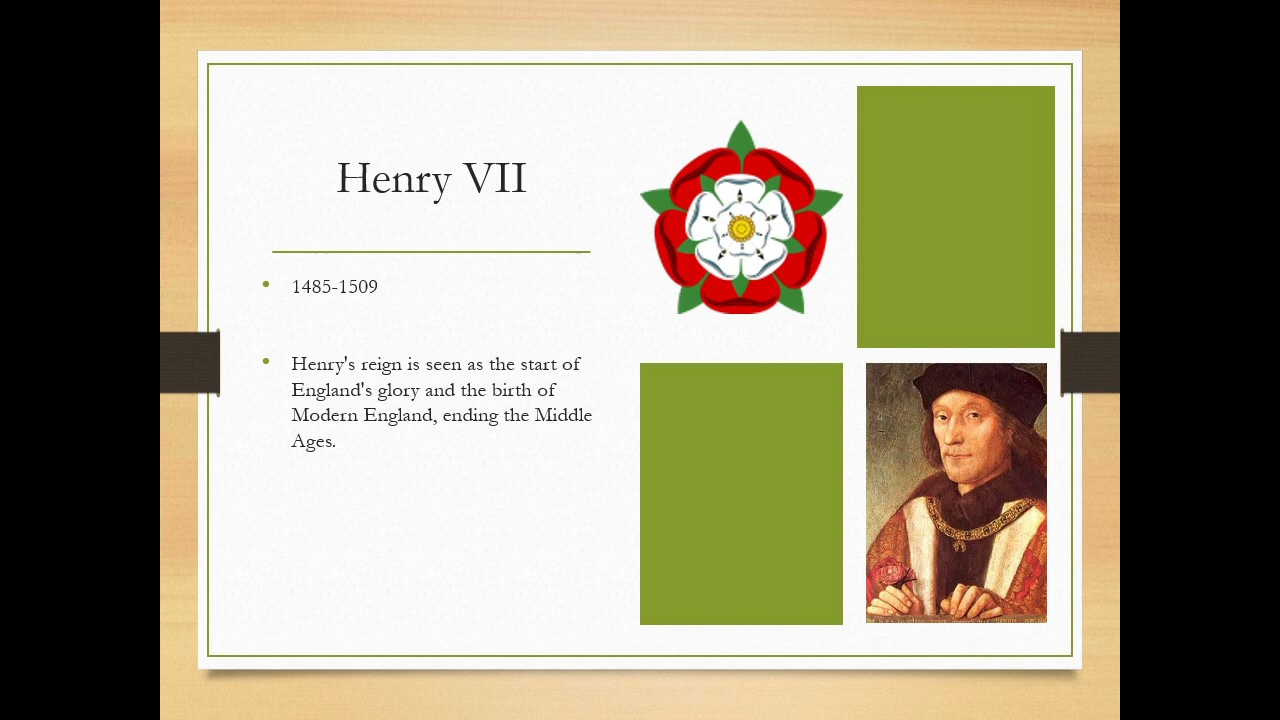 Henry VII
1485-1509
Henry's reign is seen as the start of
England's glory and the birth of
Modern England, ending the Middle
Ages.